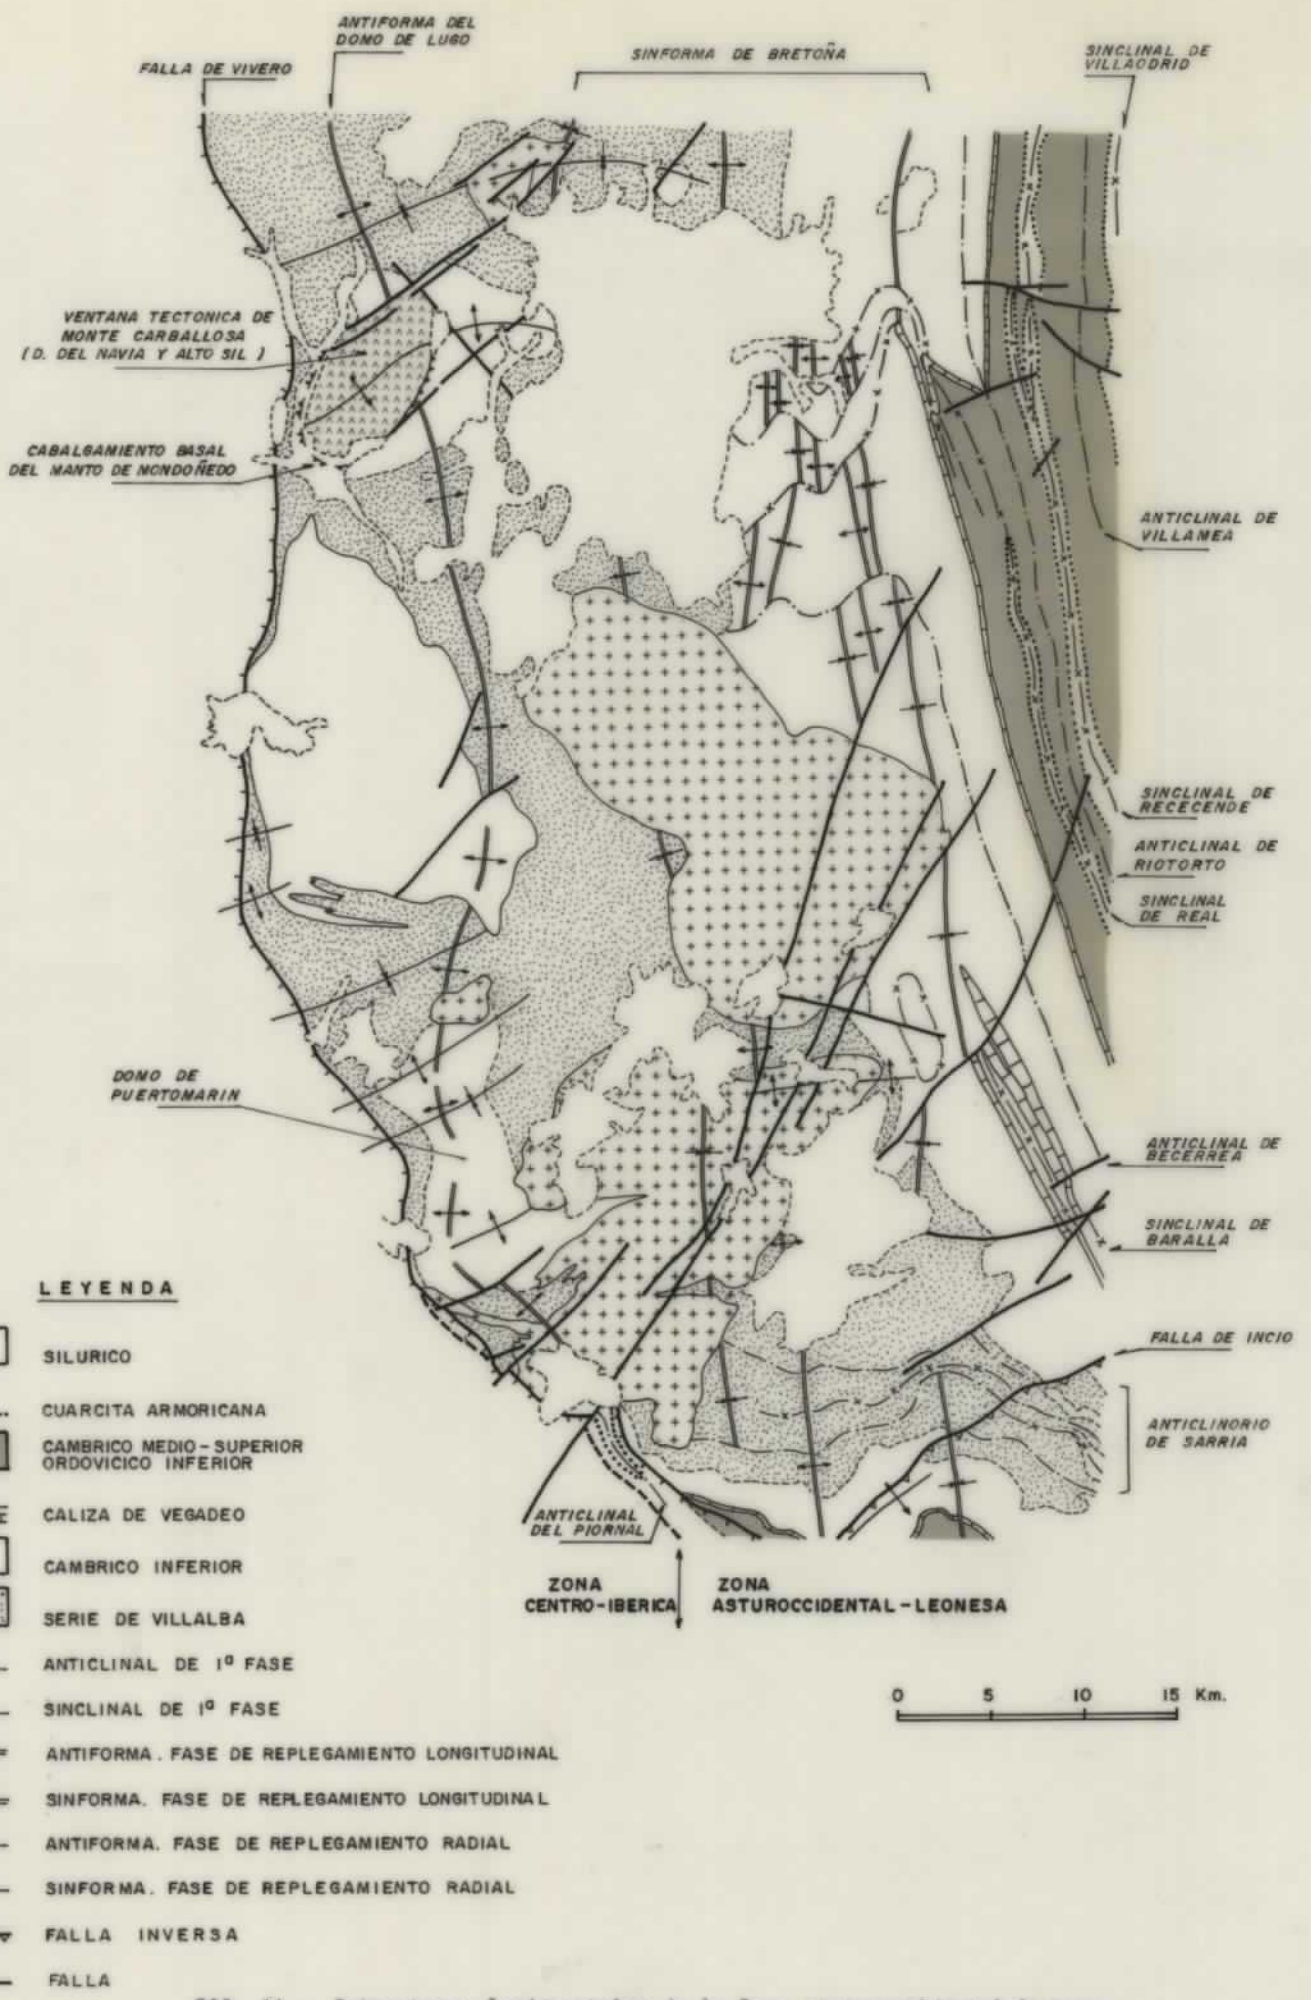 ANTIFORMA DEL
DOMO DE LUGO
FALLA DE VIVERO
SINFORMA DE BRETOÑA
SINCLINAL DE
VILLAODRID
VENTANA TECTONICA DE
MONTE CARBALLOSA
(D. DEL NAVIA Y ALTO SIL)
CABALGAMIENTO BASAL
DEL MANTO DE MONDOÑEDO
ANTICLINAL DE
VILLAMEA
SINCLINAL DE
RECECENDE
ANTICLINAL DE
RIOTORTO
SINCLINAL
DE REAL
DOMO DE
PUERTOMARIN
ANTICLINAL DE
BECERREA
SINCLINAL DE
BARALLA
FALLA DE INCIO
ANTICLINORIO
DE SARRIA
ANTICLINAL
DEL PIORNAL
ZONA
CENTRO-IBERICA
ZONA
ASTUROCCIDENTAL-LEONESA
0 5 10 15 Km.
LEYENDA
SILURICO
CUARCITA ARMORICANA
CAMBRICO MEDIO-SUPERIOR
ORDOVICICO INFERIOR
CALIZA DE VEGADEO
CAMBRICO INFERIOR
SERIE DE VILLALBA
ANTICLINAL DE 1ª FASE
SINCLINAL DE 1ª FASE
ANTIFORMA. FASE DE REPLEGAMIENTO LONGITUDINAL
SINFORMA. FASE DE REPLEGAMIENTO LONGITUDINAL
ANTIFORMA. FASE DE REPLEGAMIENTO RADIAL
SINFORMA. FASE DE REPLEGAMIENTO RADIAL
FALLA INVERSA
FALLA